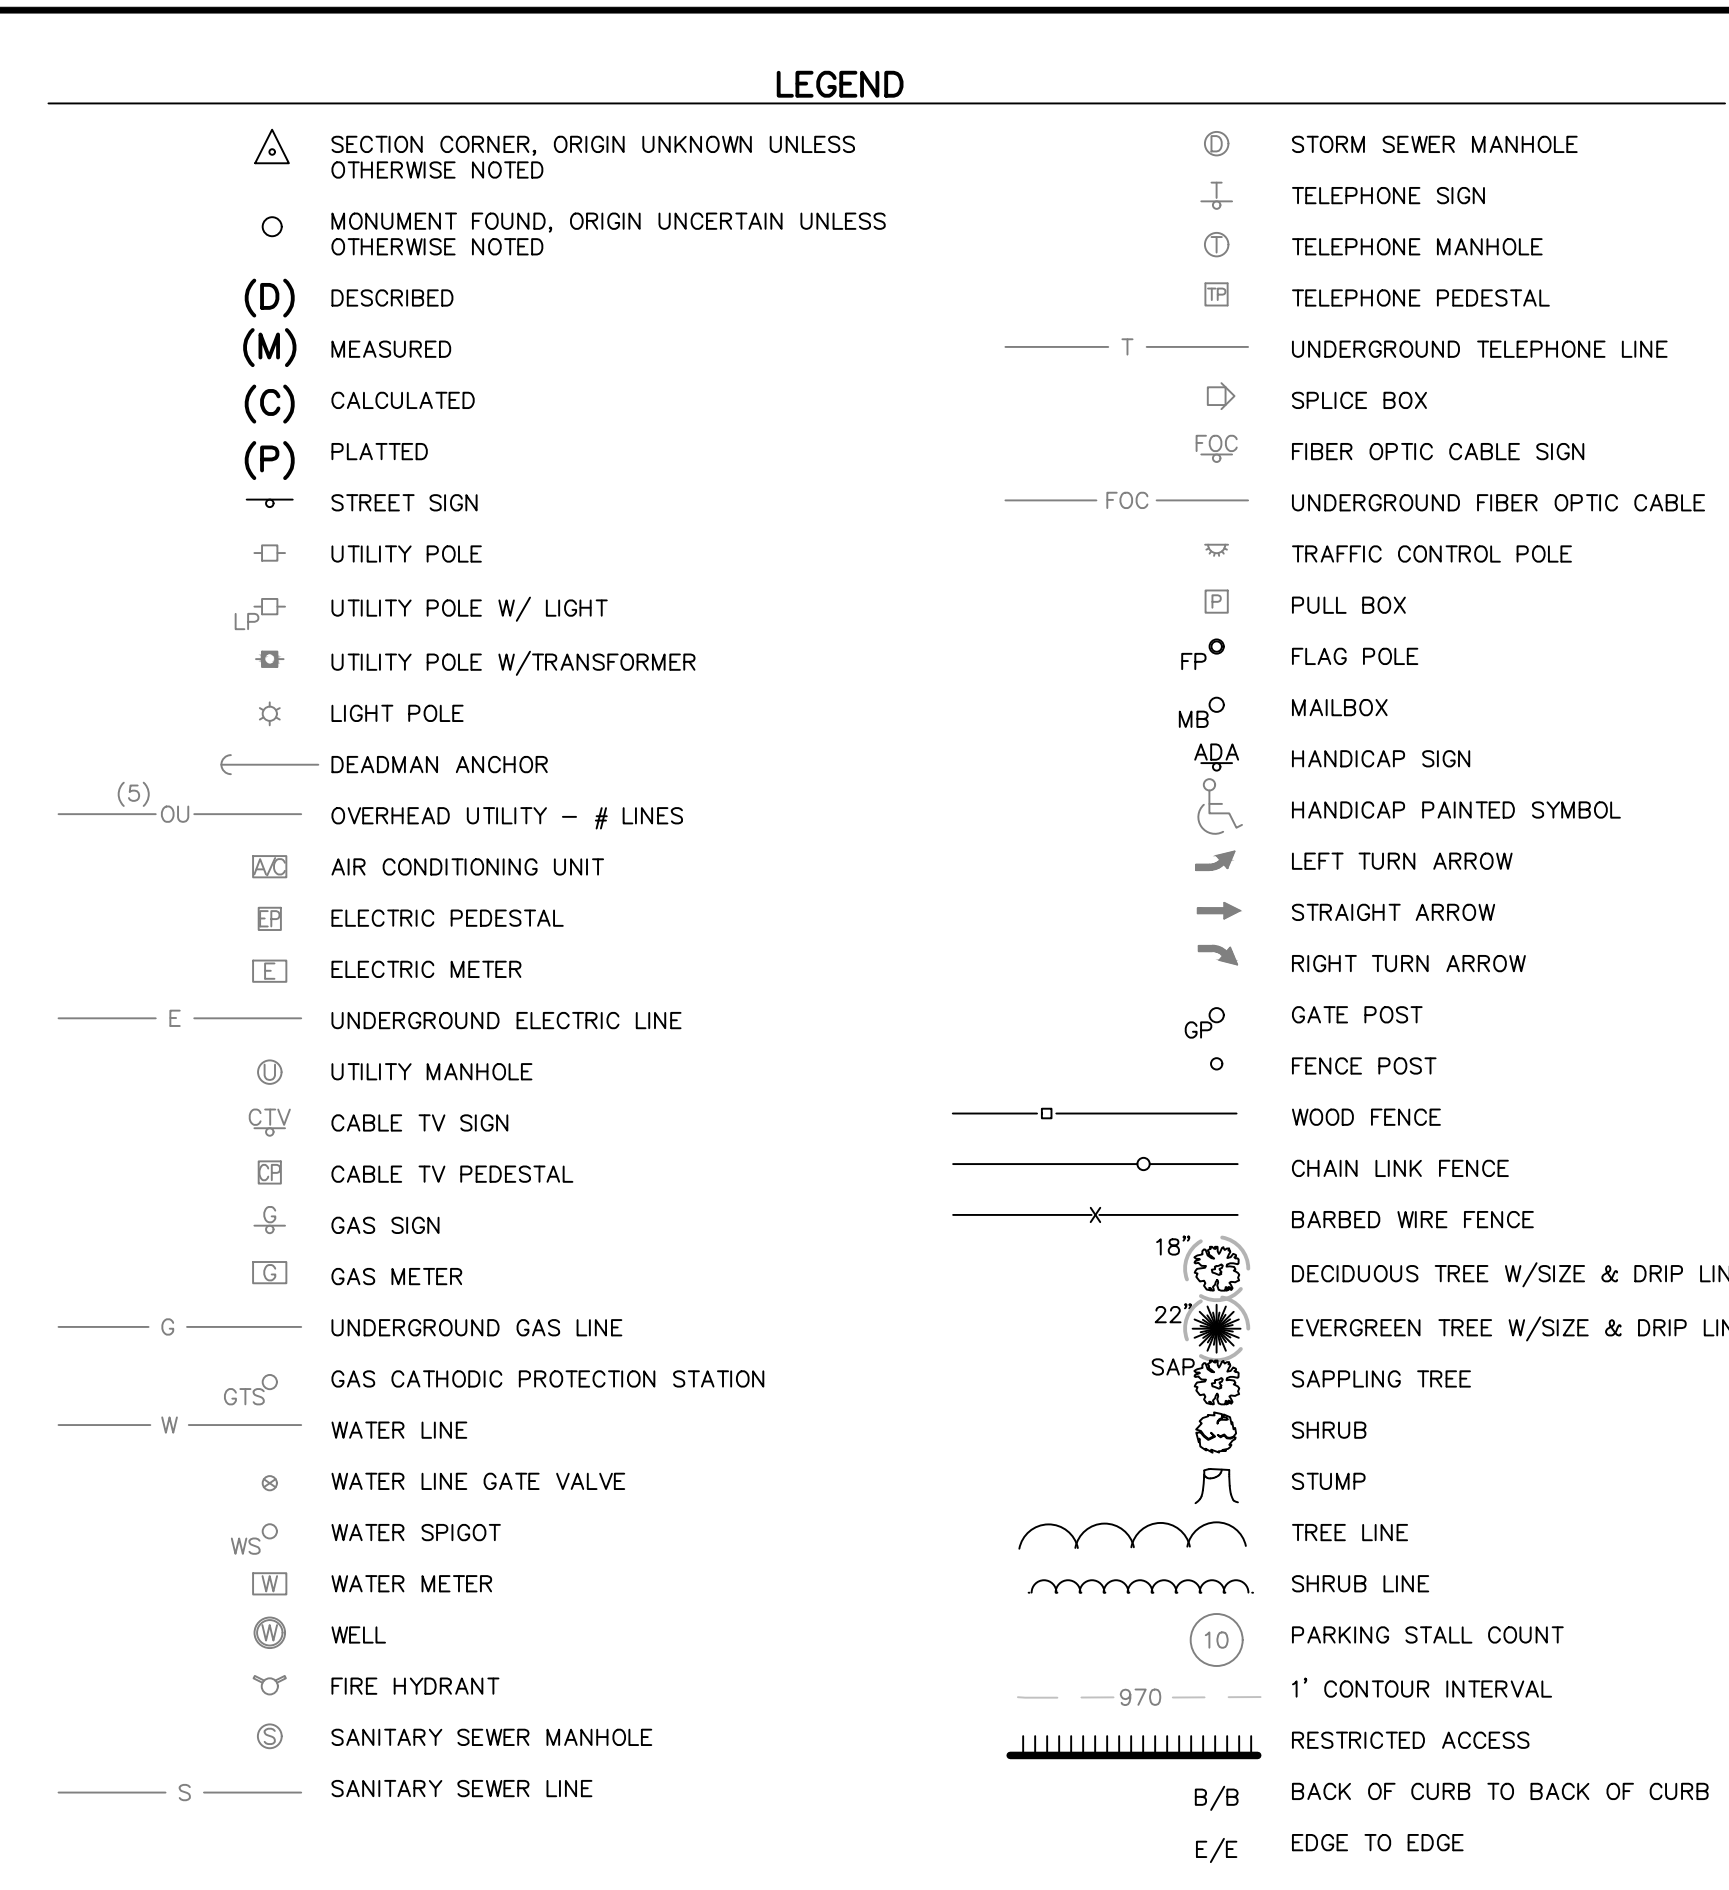 LEGEND
SECTION CORNER, ORIGIN UNKNOWN UNLESS
OTHERWISE NOTED
MONUMENT FOUND, ORIGIN UNCERTAIN UNLESS
OTHERWISE NOTED
(D) DESCRIBED
(M) MEASURED
(C) CALCULATED
(P) PLATTED
STREET SIGN
UTILITY POLE
LP UTILITY POLE W/ LIGHT
UTILITY POLE W/TRANSFORMER
LIGHT POLE
DEADMAN ANCHOR
(5)
OU OVERHEAD UTILITY – # LINES
A/C AIR CONDITIONING UNIT
EP ELECTRIC PEDESTAL
E ELECTRIC METER
E UNDERGROUND ELECTRIC LINE
U UTILITY MANHOLE
CTV CABLE TV SIGN
CP CABLE TV PEDESTAL
G GAS SIGN
G GAS METER
G UNDERGROUND GAS LINE
GTS GAS CATHODIC PROTECTION STATION
W WATER LINE
WATER LINE GATE VALVE
WS WATER SPIGOT
W WATER METER
W WELL
FIRE HYDRANT
S SANITARY SEWER MANHOLE
S SANITARY SEWER LINE
D STORM SEWER MANHOLE
T TELEPHONE SIGN
T TELEPHONE MANHOLE
TP TELEPHONE PEDESTAL
T UNDERGROUND TELEPHONE LINE
SPLICE BOX
FOC FIBER OPTIC CABLE SIGN
FOC UNDERGROUND FIBER OPTIC CABLE
TRAFFIC CONTROL POLE
P PULL BOX
FP FLAG POLE
MB MAILBOX
ADA HANDICAP SIGN
HANDICAP PAINTED SYMBOL
LEFT TURN ARROW
STRAIGHT ARROW
RIGHT TURN ARROW
GP GATE POST
FENCE POST
WOOD FENCE
CHAIN LINK FENCE
X BARBED WIRE FENCE
18" DECIDUOUS TREE W/SIZE & DRIP
22" EVERGREEN TREE W/SIZE & DRIP
SAP SAPPLING TREE
SHRUB
STUMP
TREE LINE
SHRUB LINE
10 PARKING STALL COUNT
970 1' CONTOUR INTERVAL
RESTRICTED ACCESS
B/B BACK OF CURB TO BACK OF CURB
E/E EDGE TO EDGE